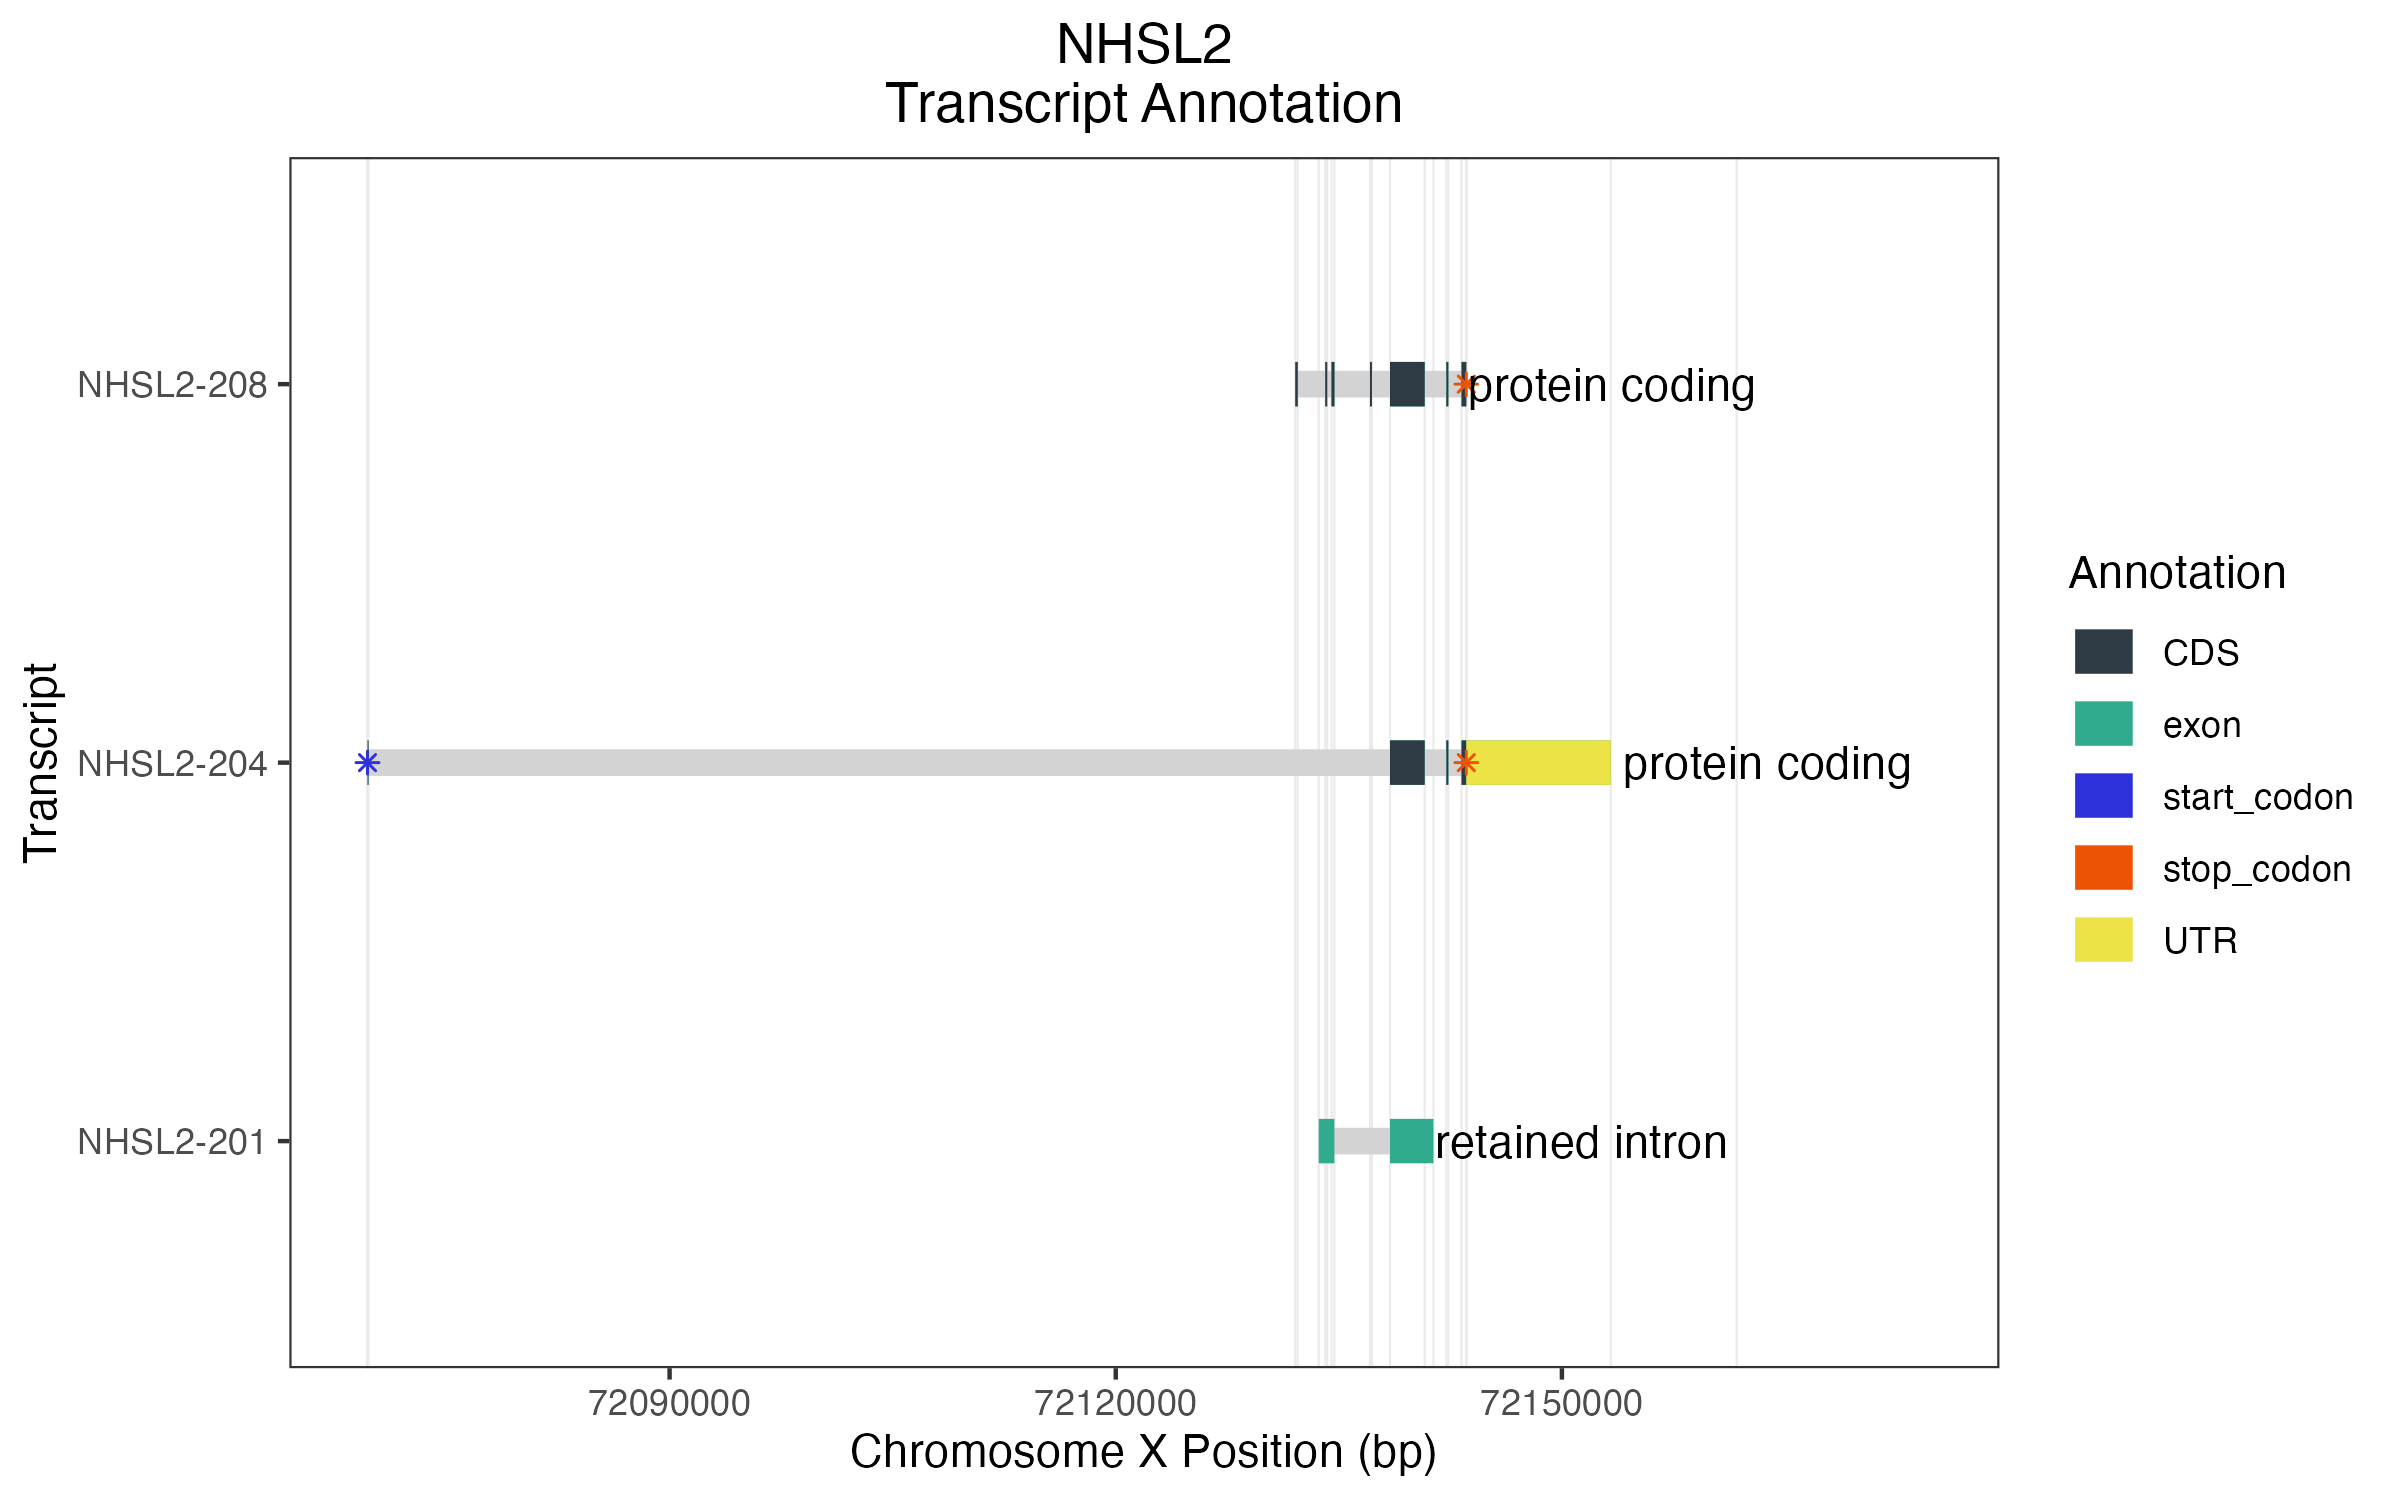 NHSL2
Transcript Annotation
Transcript
NHSL2-208
protein coding
NHSL2-204
protein coding
NHSL2-201
retained intron
72090000
72120000
72150000
Chromosome X Position (bp)
Annotation
CDS
exon
start_codon
stop_codon
UTR